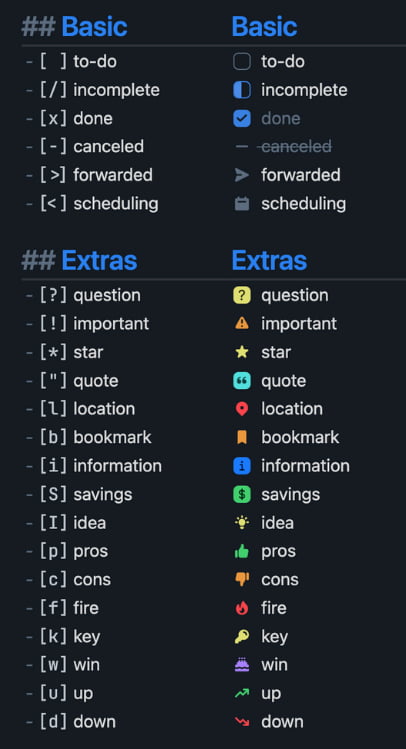 ## Basic Basic
- [ ] to-do to-do
- [/] incomplete incomplete
- [x] done done
- [-] canceled canceled
- [>] forwarded forwarded
- [<] scheduling scheduling
## Extras Extras
- [?] question ? question
- [!] important ! important
- [*] star star
- ["] quote “ quote
- [l] location location
- [b] bookmark bookmark
- [i] information i information
- [S] savings $ savings
- [I] idea idea
- [p] pros pros
- [c] cons cons
- [f] fire fire
- [k] key key
- [w] win win
- [u] up up
- [d] down down